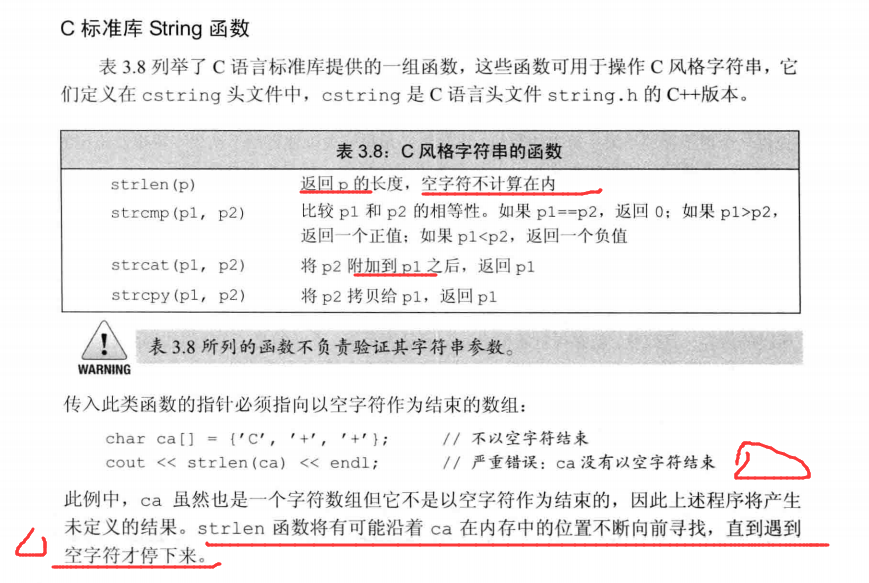 C 标准库 String 函数
表 3.8 列举了 C 语言标准库提供的一组函数，这些函数可用于操作 C 风格字符串，它
们定义在 cstring 头文件中，cstring 是 C 语言头文件 string.h 的 C++版本。
表 3.8：C 风格字符串的函数
strlen(p) 返回 p 的长度，空字符不计算在内
strcmp(p1, p2) 比较 p1 和 p2 的相等性。如果 p1==p2，返回 0；如果 p1>p2，
返回一个正值；如果 p1<p2，返回一个负值
strcat(p1, p2) 将 p2 附加到 p1 之后，返回 p1
strcpy(p1, p2) 将 p2 拷贝给 p1，返回 p1
WARNING
表 3.8 所列的函数不负责验证其字符串参数。
传入此类函数的指针必须指向以空字符作为结束的数组：
char ca[] = {'C', '+', '+'}; // 不以空字符结束
cout << strlen(ca) << endl; // 严重错误：ca 没有以空字符结束
此例中，ca 虽然也是一个字符数组但它不是以空字符作为结束的，因此上述程序将产生
未定义的结果。strlen 函数将有可能沿着 ca 在内存中的位置不断向前寻找，直到遇到
空字符才停下来。